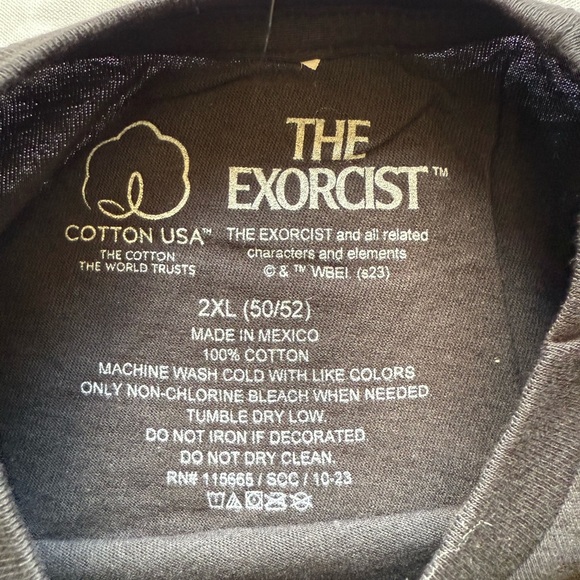 THE
EXORCIST™
COTTON USA™
THE COTTON
THE WORLD TRUSTS
THE EXORCIST and all related
characters and elements
© & ™ WBEI. (s23)
2XL (50/52)
MADE IN MEXICO
100% COTTON
MACHINE WASH COLD WITH LIKE COLORS
ONLY NON-CHLORINE BLEACH WHEN NEEDED
TUMBLE DRY LOW.
DO NOT IRON IF DECORATED
DO NOT DRY CLEAN.
RN# 115665 / SCC / 10-23